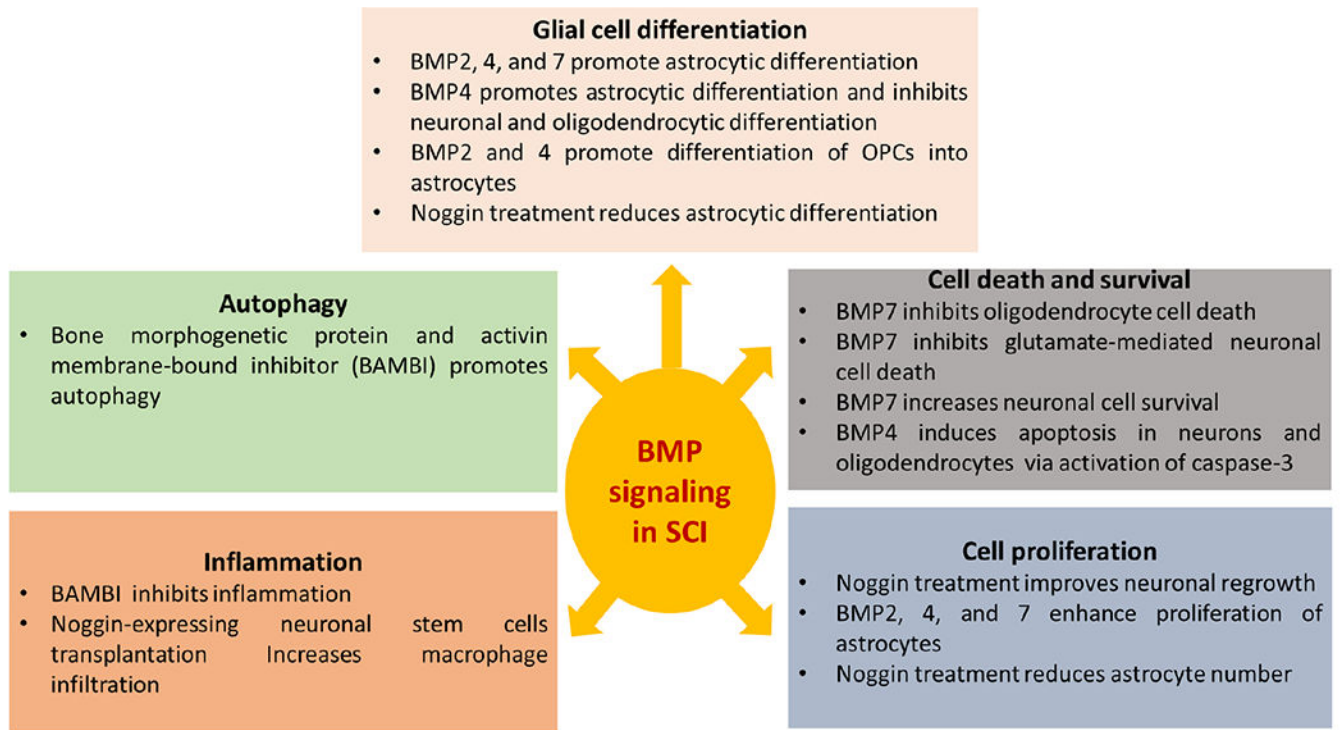 Glial cell differentiation
• BMP2, 4, and 7 promote astrocytic differentiation
• BMP4 promotes astrocytic differentiation and inhibits
neuronal and oligodendrocytic differentiation
• BMP2 and 4 promote differentiation of OPCs into
astrocytes
• Noggin treatment reduces astrocytic differentiation
Autophagy
• Bone morphogenetic protein and activin
membrane-bound inhibitor (BAMBI) promotes
autophagy
Cell death and survival
• BMP7 inhibits oligodendrocyte cell death
• BMP7 inhibits glutamate-mediated neuronal
cell death
• BMP7 increases neuronal cell survival
• BMP4 induces apoptosis in neurons and
oligodendrocytes via activation of caspase-3
BMP
signaling
in SCI
Inflammation
• BAMBI inhibits inflammation
• Noggin-expressing neuronal stem cells
transplantation Increases macrophage
infiltration
Cell proliferation
• Noggin treatment improves neuronal regrowth
• BMP2, 4, and 7 enhance proliferation of
astrocytes
• Noggin treatment reduces astrocyte number